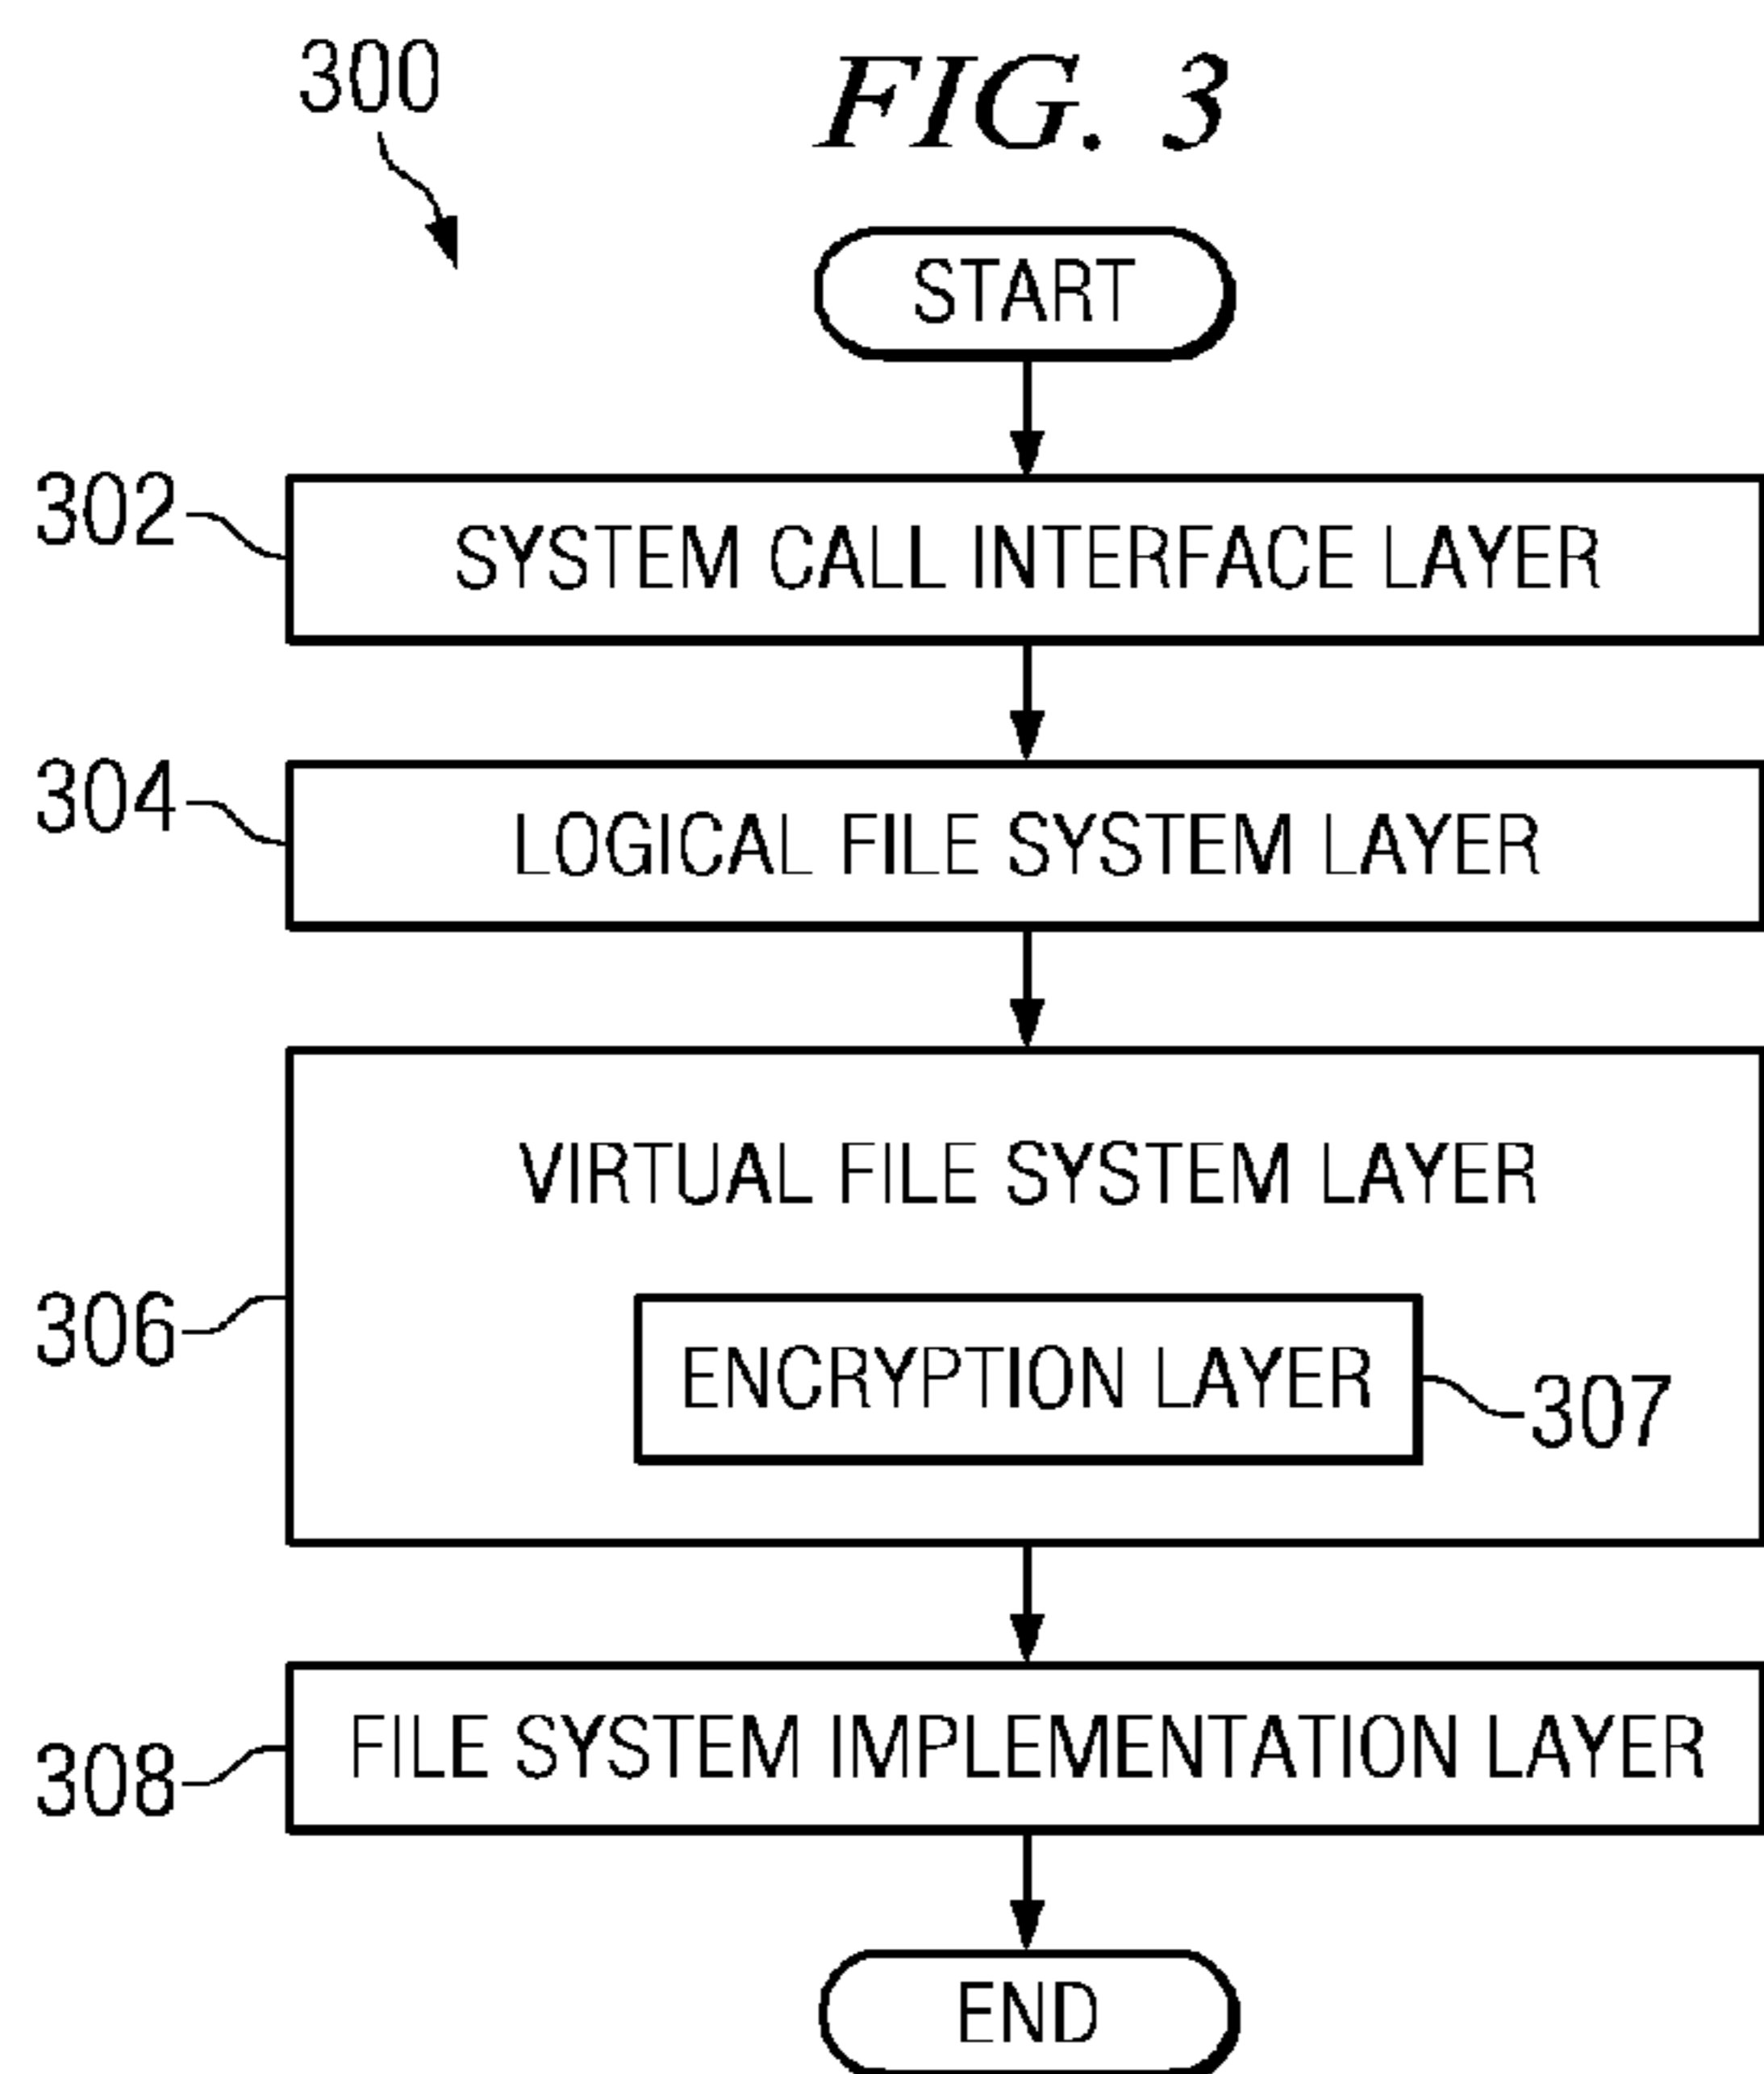 300
FIG. 3
START
302
SYSTEM CALL INTERFACE LAYER
304
LOGICAL FILE SYSTEM LAYER
VIRTUAL FILE SYSTEM LAYER
306
ENCRYPTION LAYER
307
FILE SYSTEM IMPLEMENTATION LAYER
308
END